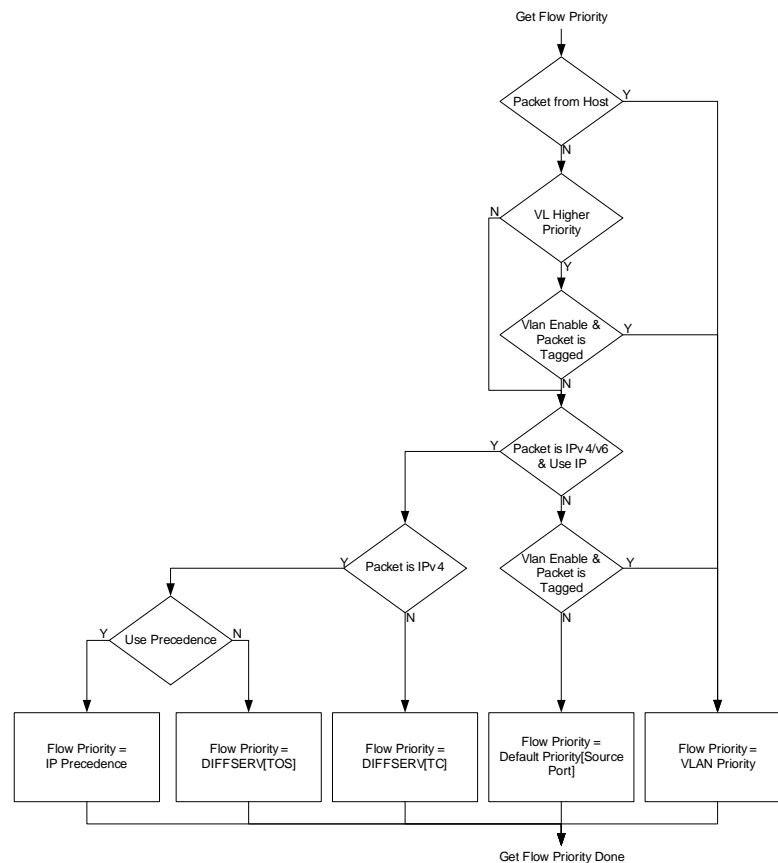 Get Flow Priority
Packet from Host
Y
N
VL Higher
Priority
N
Y
Vlan Enable &
Packet is
Tagged
Y
N
Packet is IPv4/v6
& Use IP
Y
N
Packet is IPv4
Y
N
Vlan Enable &
Packet is
Tagged
Y
N
Use Precedence
Y
N
Flow Priority =
IP Precedence
Flow Priority =
DIFFSERV[TOS]
Flow Priority =
DIFFSERV[TC]
Flow Priority =
Default Priority[Source
Port]
Flow Priority =
VLAN Priority
Get Flow Priority Done